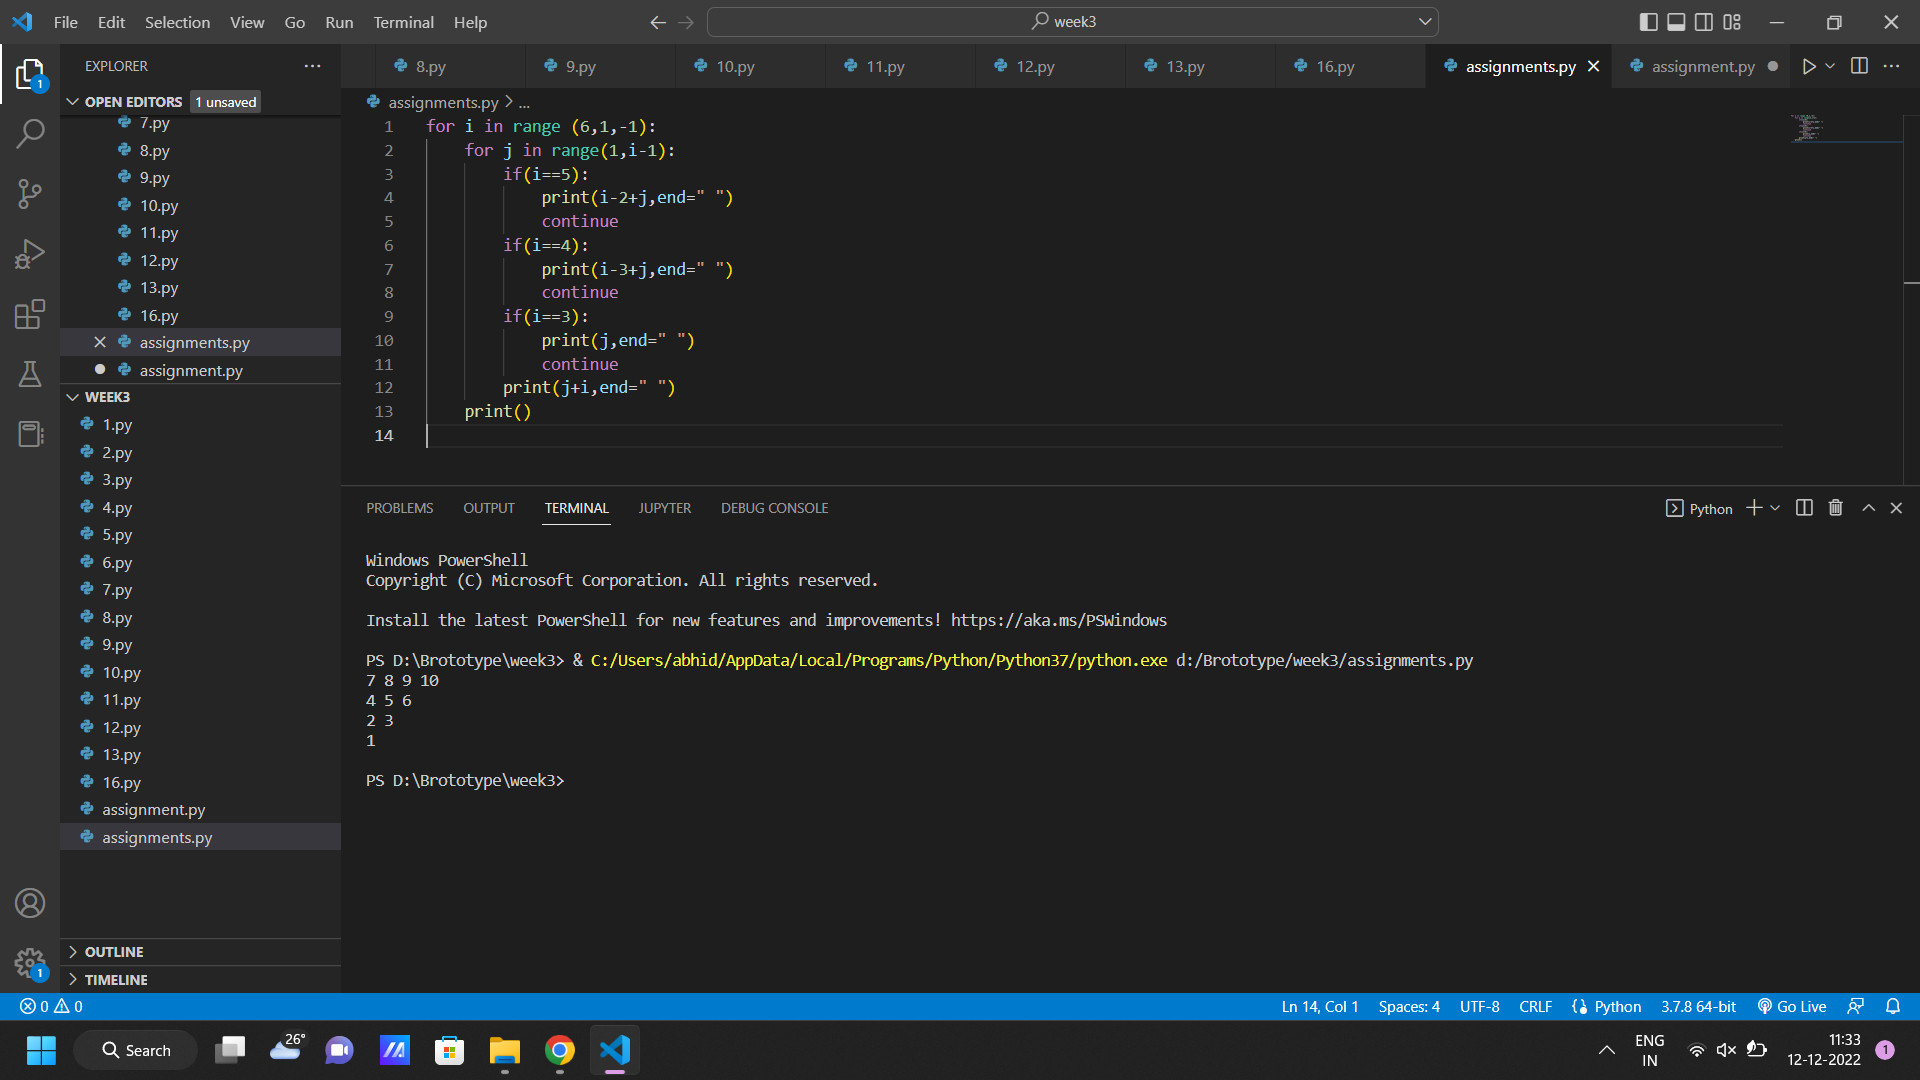 File Edit Selection View Go Run Terminal Help
week3
EXPLORER
OPEN EDITORS 1 unsaved
7.py
8.py
9.py
10.py
11.py
12.py
13.py
16.py
assignments.py
assignment.py
WEEK3
1.py
2.py
3.py
4.py
5.py
6.py
7.py
8.py
9.py
10.py
11.py
12.py
13.py
16.py
assignment.py
assignments.py
OUTLINE
TIMELINE
8.py 9.py 10.py 11.py 12.py 13.py 16.py assignments.py assignment.py
assignments.py > ...
1 for i in range (6,1,-1):
2 for j in range(1,i-1):
3 if(i==5):
4 print(i-2+j,end=" ")
5 continue
6 if(i==4):
7 print(i-3+j,end=" ")
8 continue
9 if(i==3):
10 print(j,end=" ")
11 continue
12 print(j+i,end=" ")
13 print()
14
PROBLEMS OUTPUT TERMINAL JUPYTER DEBUG CONSOLE
Python
Windows PowerShell
Copyright (C) Microsoft Corporation. All rights reserved.
Install the latest PowerShell for new features and improvements! https://aka.ms/PSWindows
PS D:\Brototype\week3> & C:/Users/abhid/AppData/Local/Programs/Python/Python37/python.exe d:/Brototype/week3/assignments.py
7 8 9 10
4 5 6
2 3
1
PS D:\Brototype\week3>
1
1
0 0
Ln 14, Col 1 Spaces: 4 UTF-8 CRLF Python 3.7.8 64-bit Go Live
Search
26°
ENG
IN
11:33
12-12-2022
1